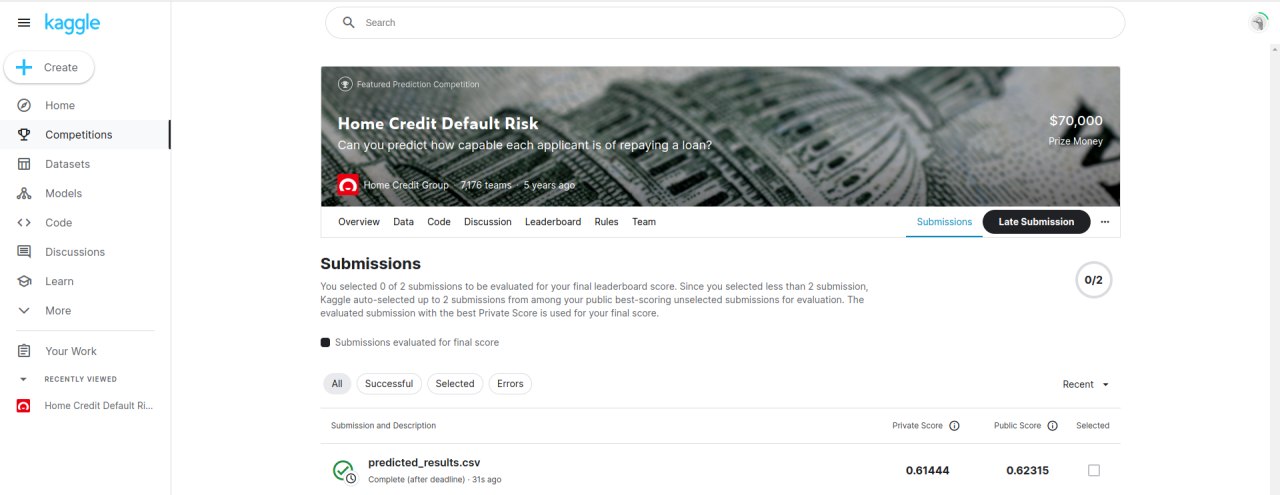 kaggle
Search
Create
Home
Competitions
Datasets
Models
Code
Discussions
Learn
More
Your Work
RECENTLY VIEWED
Home Credit Default Ri...
Featured Prediction Competition
Home Credit Default Risk
Can you predict how capable each applicant is of repaying a loan?
$70,000
Prize Money
Home Credit Group · 7,176 teams · 5 years ago
Overview Data Code Discussion Leaderboard Rules Team Submissions Late Submission ...
Submissions
You selected 0 of 2 submissions to be evaluated for your final leaderboard score. Since you selected less than 2 submission,
Kaggle auto-selected up to 2 submissions from among your public best-scoring unselected submissions for evaluation. The
evaluated submission with the best Private Score is used for your final score.
0/2
Submissions evaluated for final score
All Successful Selected Errors Recent
Submission and Description Private Score Public Score Selected
predicted_results.csv
Complete (after deadline) · 31s ago
0.61444 0.62315